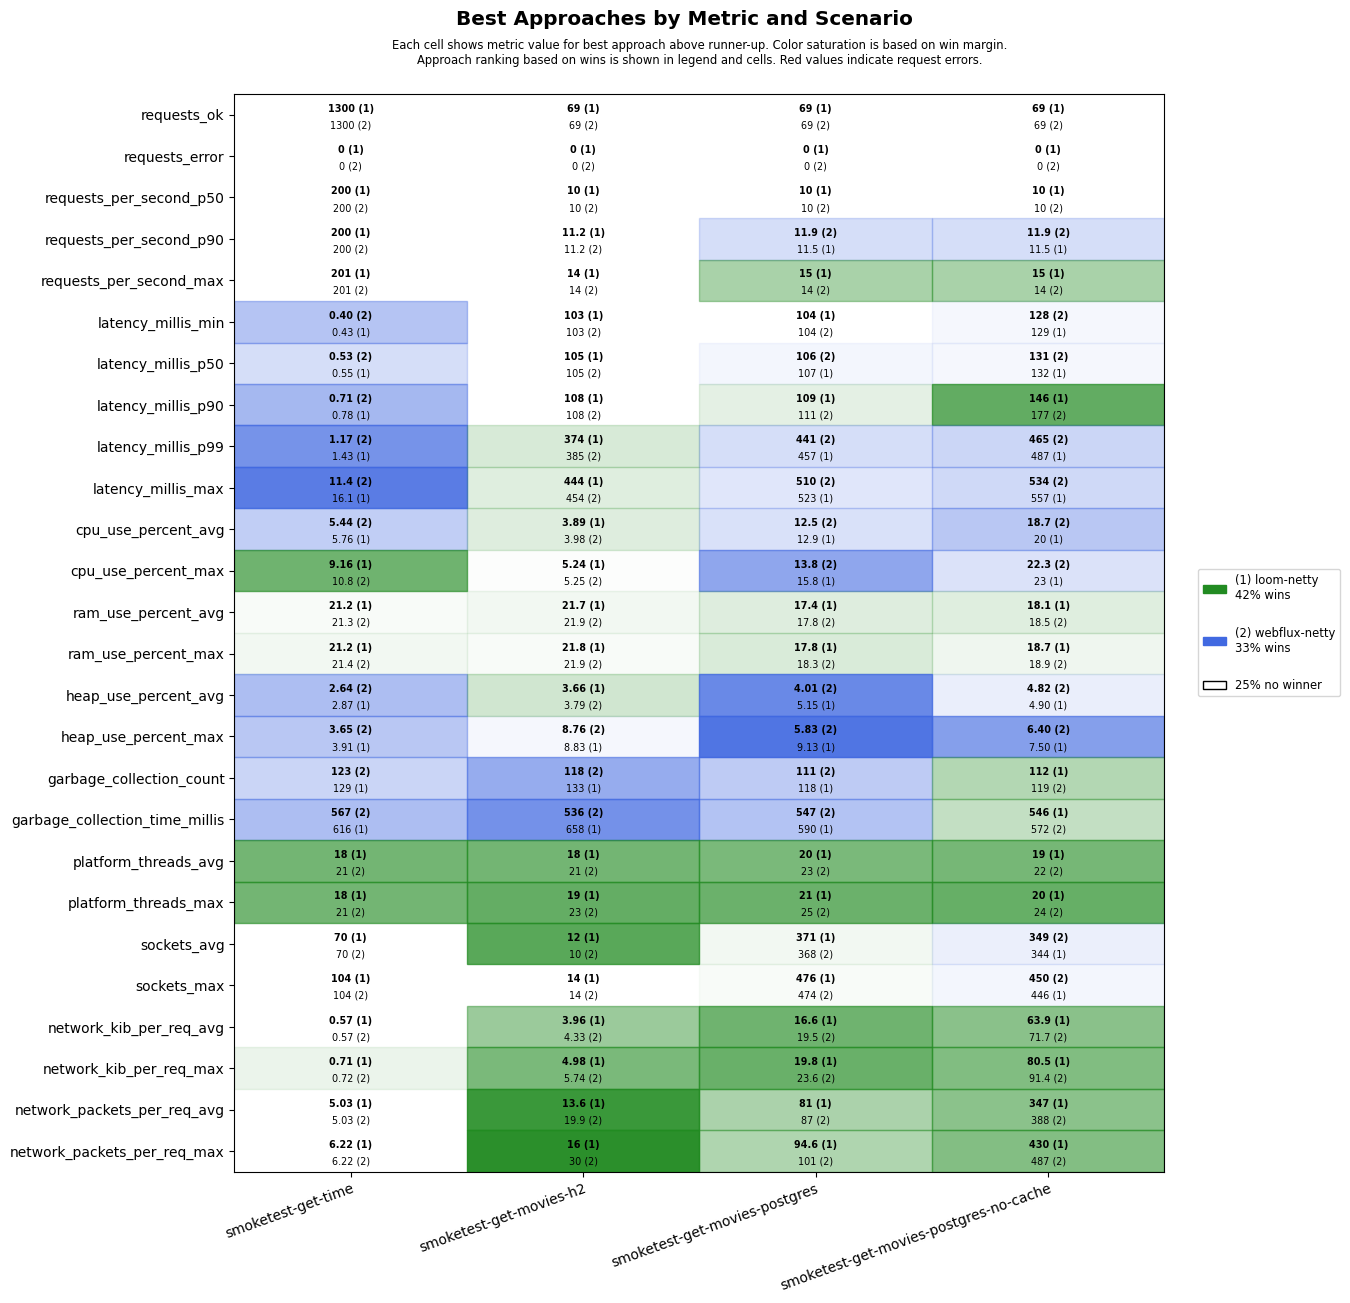 Best Approaches by Metric and Scenario
Each cell shows metric value for best approach above runner-up. Color saturation is based on win margin.
Approach ranking based on wins is shown in legend and cells. Red values indicate request errors.
requests_ok
1300 (1) 69 (1) 69 (1) 69 (1)
1300 (2) 69 (2) 69 (2) 69 (2)
requests_error
0 (1) 0 (1) 0 (1) 0 (1)
0 (2) 0 (2) 0 (2) 0 (2)
requests_per_second_p50
200 (1) 10 (1) 10 (1) 10 (1)
200 (2) 10 (2) 10 (2) 10 (2)
requests_per_second_p90
200 (1) 11.2 (1) 11.9 (2) 11.9 (2)
200 (2) 11.2 (2) 11.5 (1) 11.5 (1)
requests_per_second_max
201 (1) 14 (1) 15 (1) 15 (1)
201 (2) 14 (2) 14 (2) 14 (2)
latency_millis_min
0.40 (2) 103 (1) 104 (1) 128 (2)
0.43 (1) 103 (2) 104 (2) 129 (1)
latency_millis_p50
0.53 (2) 105 (1) 106 (2) 131 (2)
0.55 (1) 105 (2) 107 (1) 132 (1)
latency_millis_p90
0.71 (2) 108 (1) 109 (1) 146 (1)
0.78 (1) 108 (2) 111 (2) 177 (2)
latency_millis_p99
1.17 (2) 374 (1) 441 (2) 465 (2)
1.43 (1) 385 (2) 457 (1) 487 (1)
latency_millis_max
11.4 (2) 444 (1) 510 (2) 534 (2)
16.1 (1) 454 (2) 523 (1) 557 (1)
cpu_use_percent_avg
5.44 (2) 3.89 (1) 12.5 (2) 18.7 (2)
5.76 (1) 3.98 (2) 12.9 (1) 20 (1)
cpu_use_percent_max
9.16 (1) 5.24 (1) 13.8 (2) 22.3 (2)
10.8 (2) 5.25 (2) 15.8 (1) 23 (1)
ram_use_percent_avg
21.2 (1) 21.7 (1) 17.4 (1) 18.1 (1)
21.3 (2) 21.9 (2) 17.8 (2) 18.5 (2)
ram_use_percent_max
21.2 (1) 21.8 (1) 17.8 (1) 18.7 (1)
21.4 (2) 21.9 (2) 18.3 (2) 18.9 (2)
heap_use_percent_avg
2.64 (2) 3.66 (1) 4.01 (2) 4.82 (2)
2.87 (1) 3.79 (2) 5.15 (1) 4.90 (1)
heap_use_percent_max
3.65 (2) 8.76 (2) 5.83 (2) 6.40 (2)
3.91 (1) 8.83 (1) 9.13 (1) 7.50 (1)
garbage_collection_count
123 (2) 118 (2) 111 (2) 112 (1)
129 (1) 133 (1) 118 (1) 119 (2)
garbage_collection_time_millis
567 (2) 536 (2) 547 (2) 546 (1)
616 (1) 658 (1) 590 (1) 572 (2)
platform_threads_avg
18 (1) 18 (1) 20 (1) 19 (1)
21 (2) 21 (2) 23 (2) 22 (2)
platform_threads_max
18 (1) 19 (1) 21 (1) 20 (1)
21 (2) 23 (2) 25 (2) 24 (2)
sockets_avg
70 (1) 12 (1) 371 (1) 349 (2)
70 (2) 10 (2) 368 (2) 344 (1)
sockets_max
104 (1) 14 (1) 476 (1) 450 (2)
104 (2) 14 (2) 474 (2) 446 (1)
network_kib_per_req_avg
0.57 (1) 3.96 (1) 16.6 (1) 63.9 (1)
0.57 (2) 4.33 (2) 19.5 (2) 71.7 (2)
network_kib_per_req_max
0.71 (1) 4.98 (1) 19.8 (1) 80.5 (1)
0.72 (2) 5.74 (2) 23.6 (2) 91.4 (2)
network_packets_per_req_avg
5.03 (1) 13.6 (1) 81 (1) 347 (1)
5.03 (2) 19.9 (2) 87 (2) 388 (2)
network_packets_per_req_max
6.22 (1) 16 (1) 94.6 (1) 430 (1)
6.22 (2) 30 (2) 101 (2) 487 (2)
smoketest-get-time
smoketest-get-movies-h2
smoketest-get-movies-postgres
smoketest-get-movies-postgres-no-cache
(1) loom-netty
42% wins
(2) webflux-netty
33% wins
25% no winner